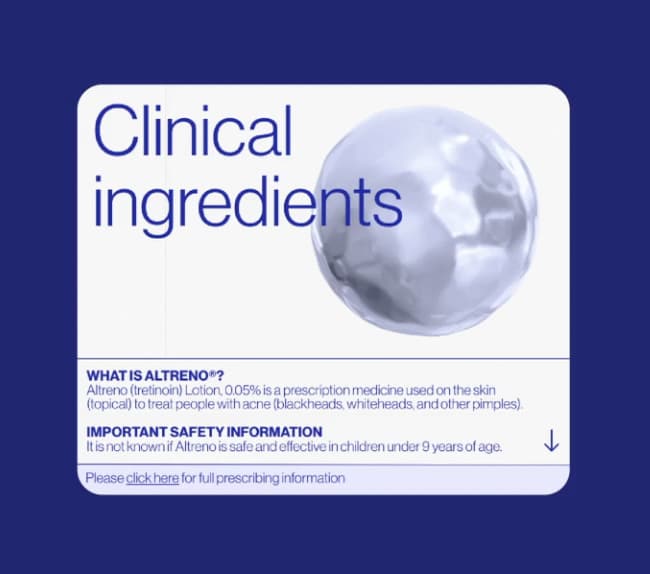 Clinical
ingredients
WHAT IS ALTRENO®?
Altreno (tretinoin) Lotion, 0.05% is a prescription medicine used on the skin
(topical) to treat people with acne (blackheads, whiteheads, and other pimples).
IMPORTANT SAFETY INFORMATION
It is not known if Altreno is safe and effective in children under 9 years of age.
Please click here for full prescribing information